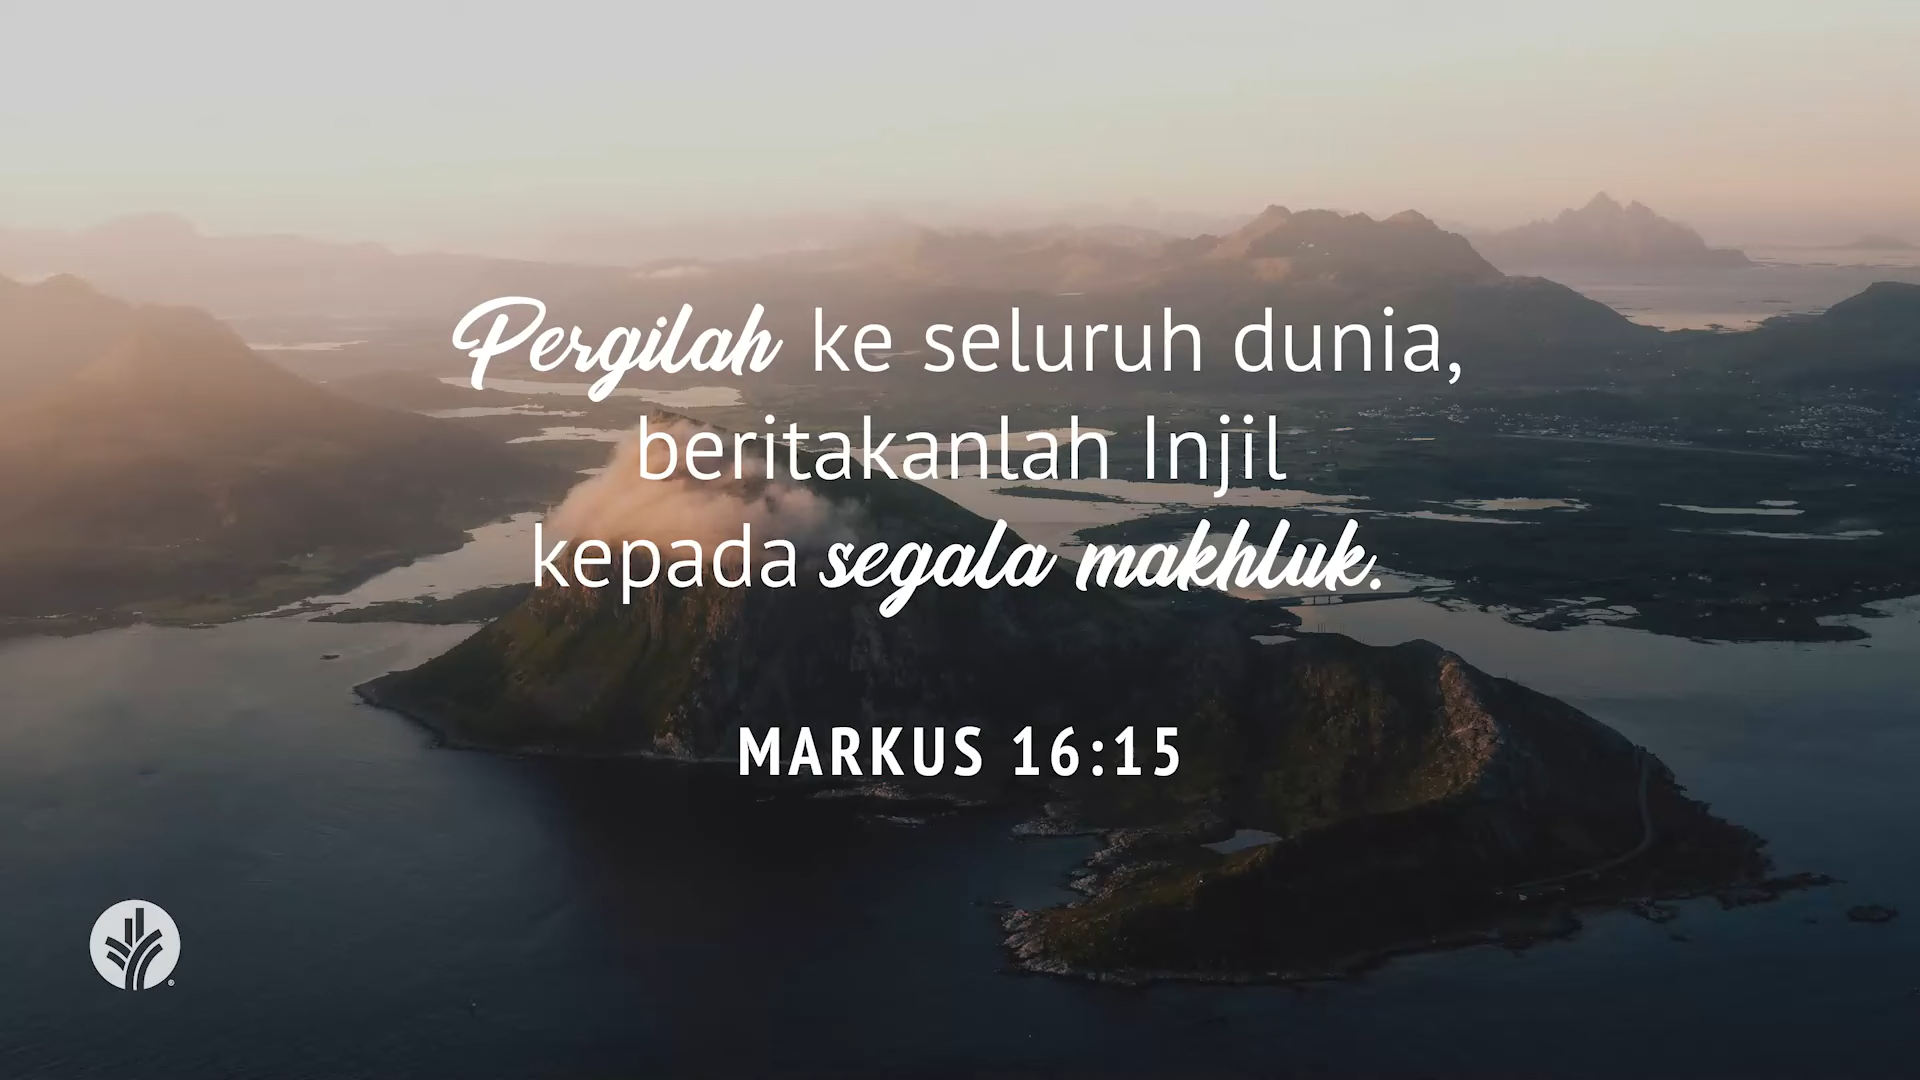 Pergilah ke seluruh dunia,
beritakanlah Injil
kepada segala makhluk.
MARKUS 16:15